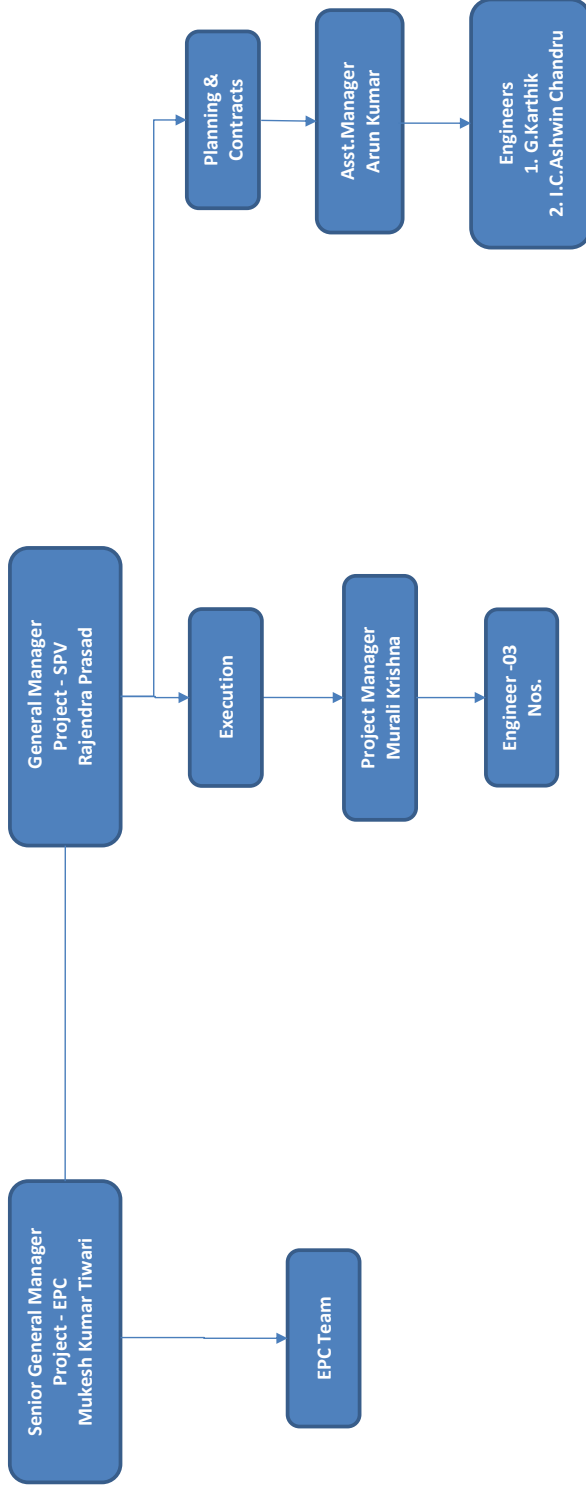 Senior General Manager
Project - EPC
Mukesh Kumar Tiwari
General Manager
Project - SPV
Rajendra Prasad
EPC Team
Execution
Project Manager
Murali Krishna
Engineer -03
Nos.
Planning &
Contracts
Asst.Manager
Arun Kumar
Engineers
1. G.Karthik
2. I.C.Ashwin Chandru